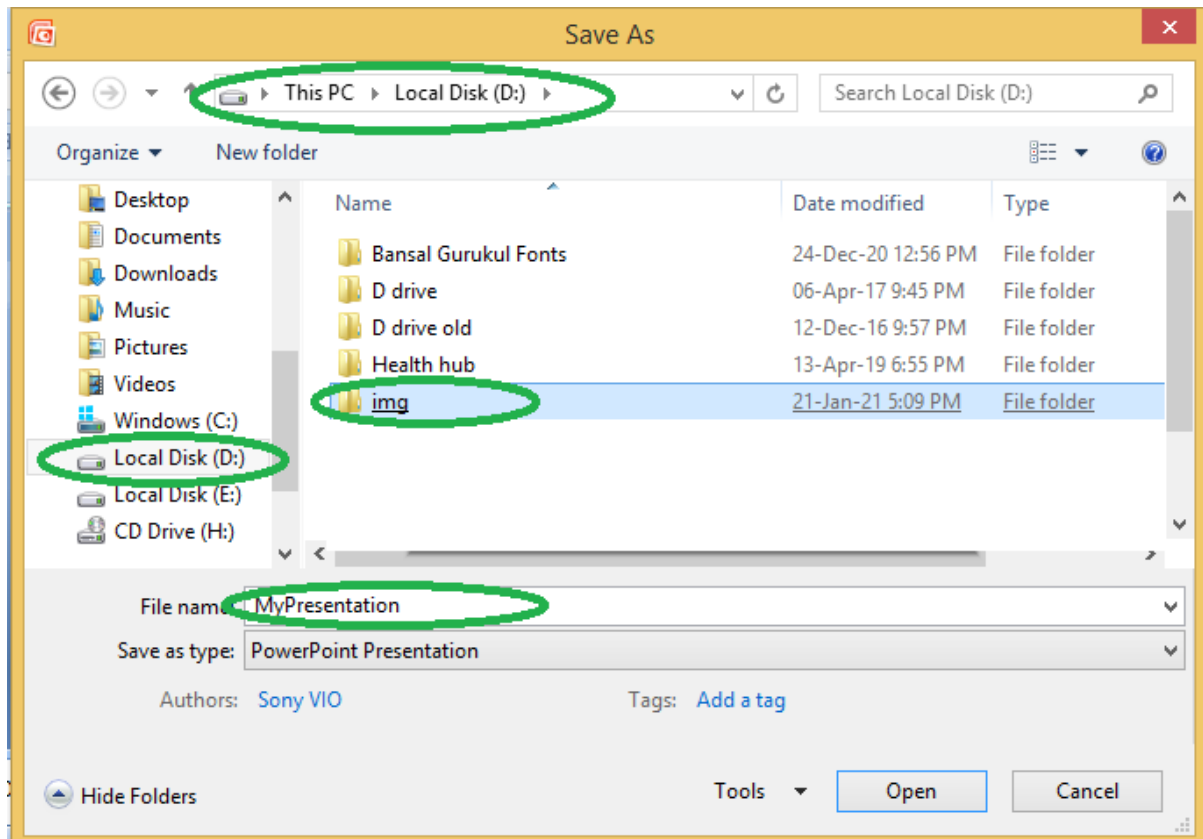 Save As
This PC Local Disk (D:)
Search Local Disk (D:)
Organize New folder
Desktop
Documents
Downloads
Music
Pictures
Videos
Windows (C:)
Local Disk (D:)
Local Disk (E:)
CD Drive (H:)
Name Date modified Type
Bansal Gurukul Fonts 24-Dec-20 12:56 PM File folder
D drive 06-Apr-17 9:45 PM File folder
D drive old 12-Dec-16 9:57 PM File folder
Health hub 13-Apr-19 6:55 PM File folder
img 21-Jan-21 5:09 PM File folder
File name: MyPresentation
Save as type: PowerPoint Presentation
Authors: Sony VIO Tags: Add a tag
Hide Folders Tools Open Cancel